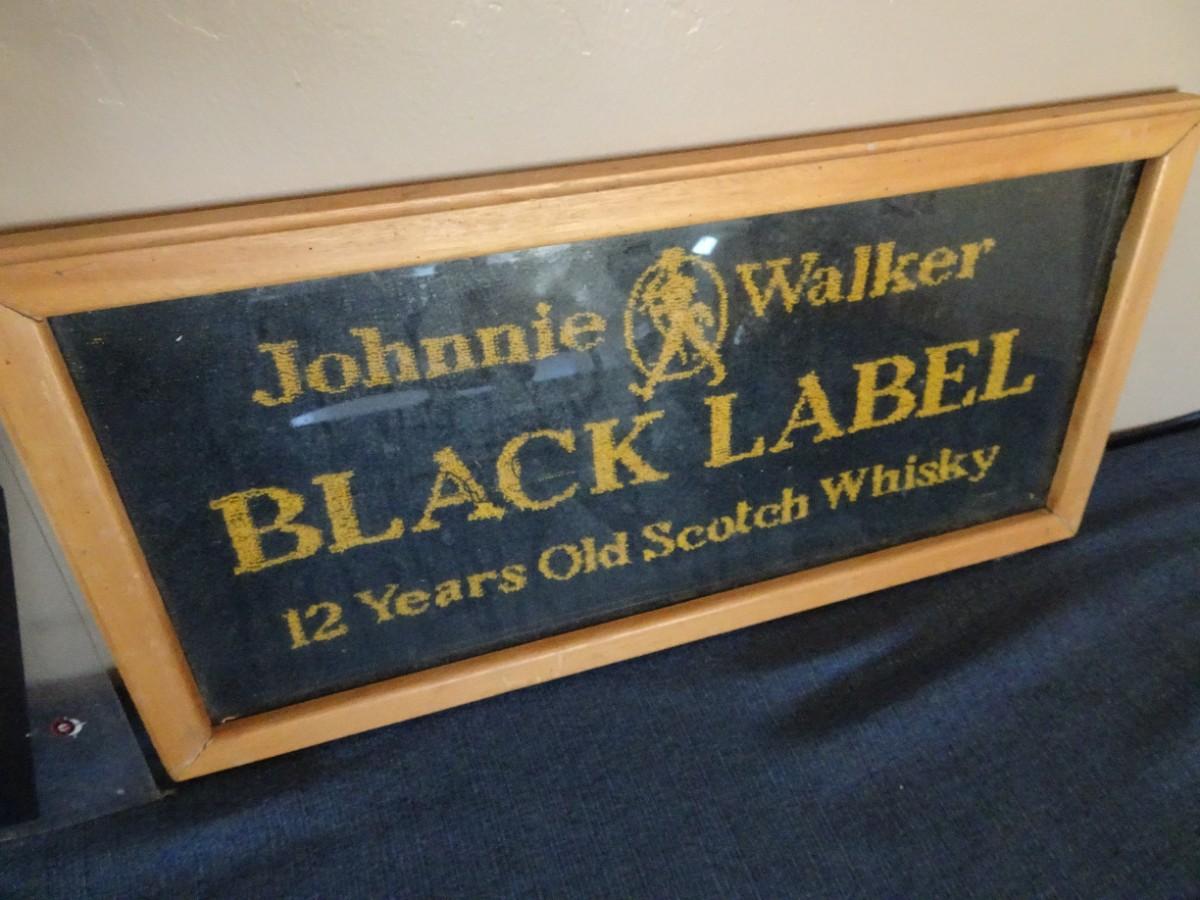 Johnnie Walker
BLACK LABEL
12 Years Old Scotch Whisky